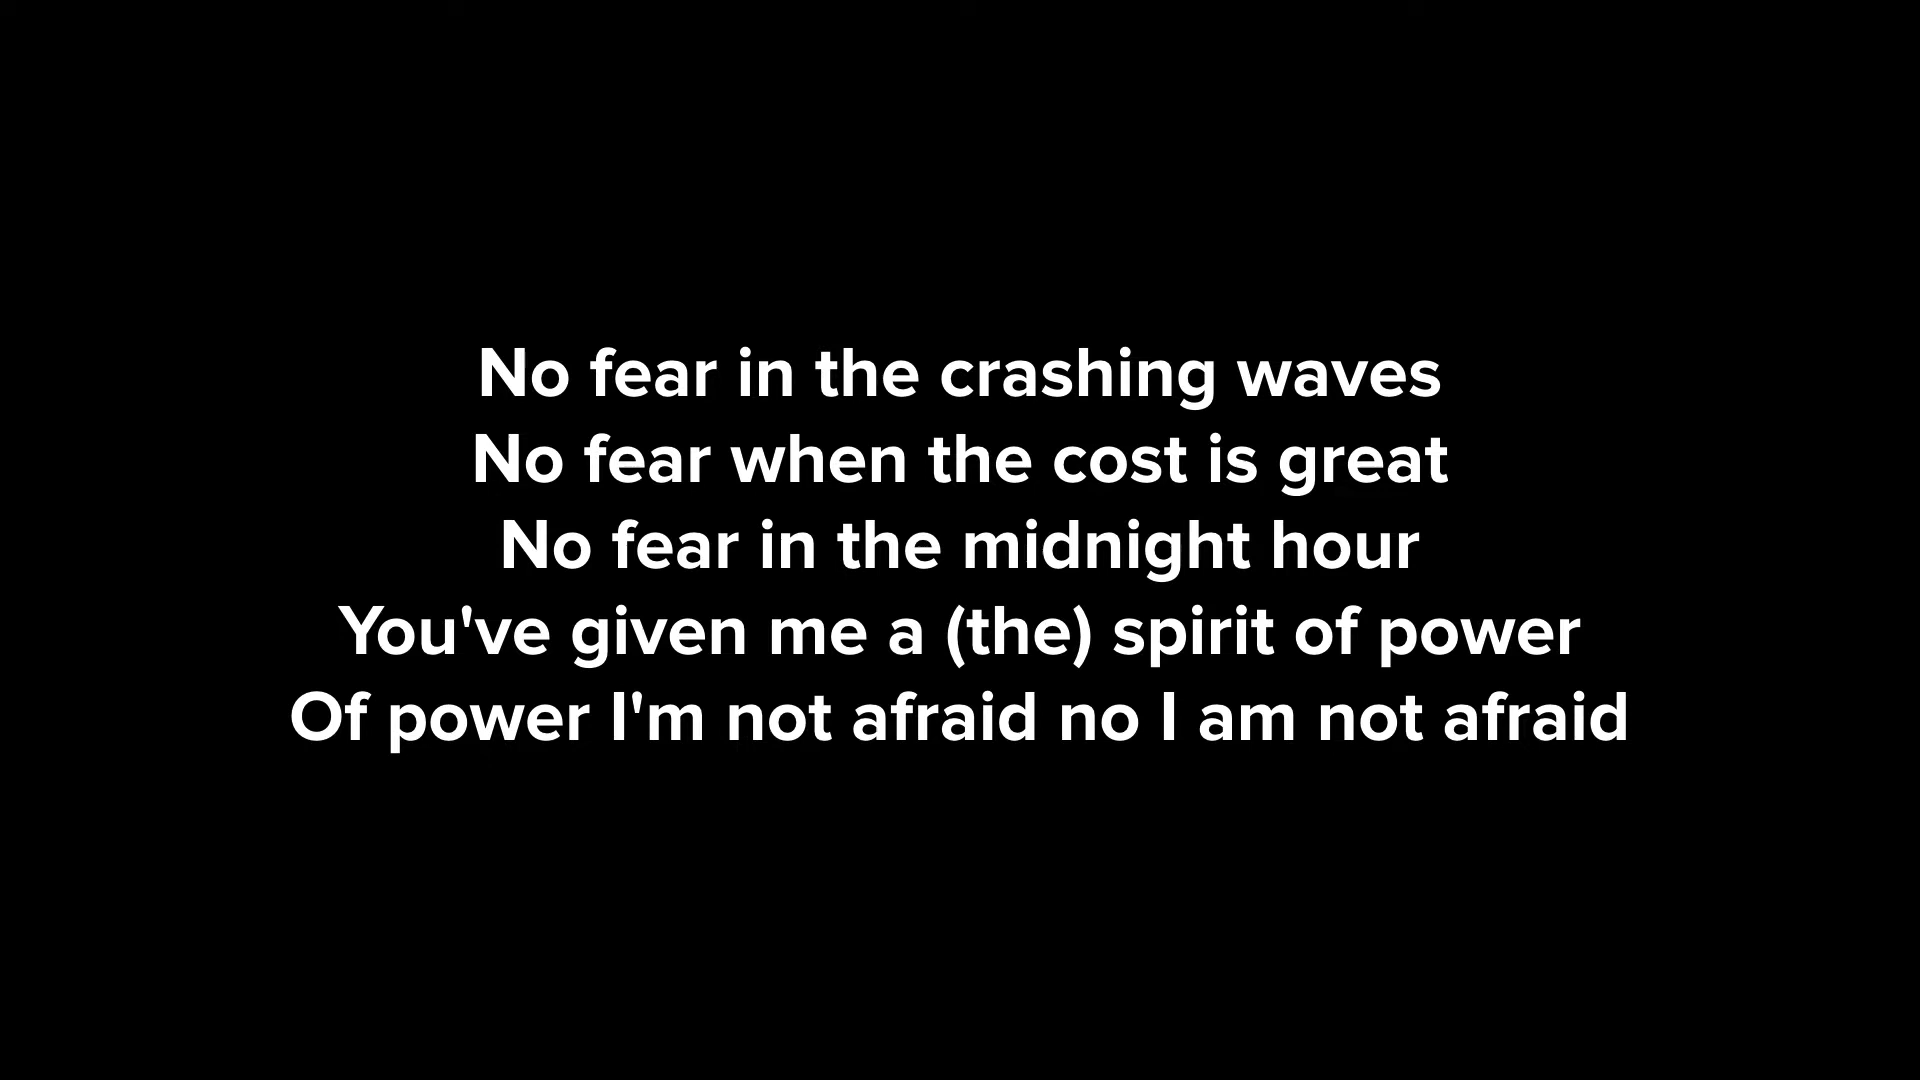 No fear in the crashing waves
No fear when the cost is great
No fear in the midnight hour
You've given me a (the) spirit of power
Of power I'm not afraid no I am not afraid